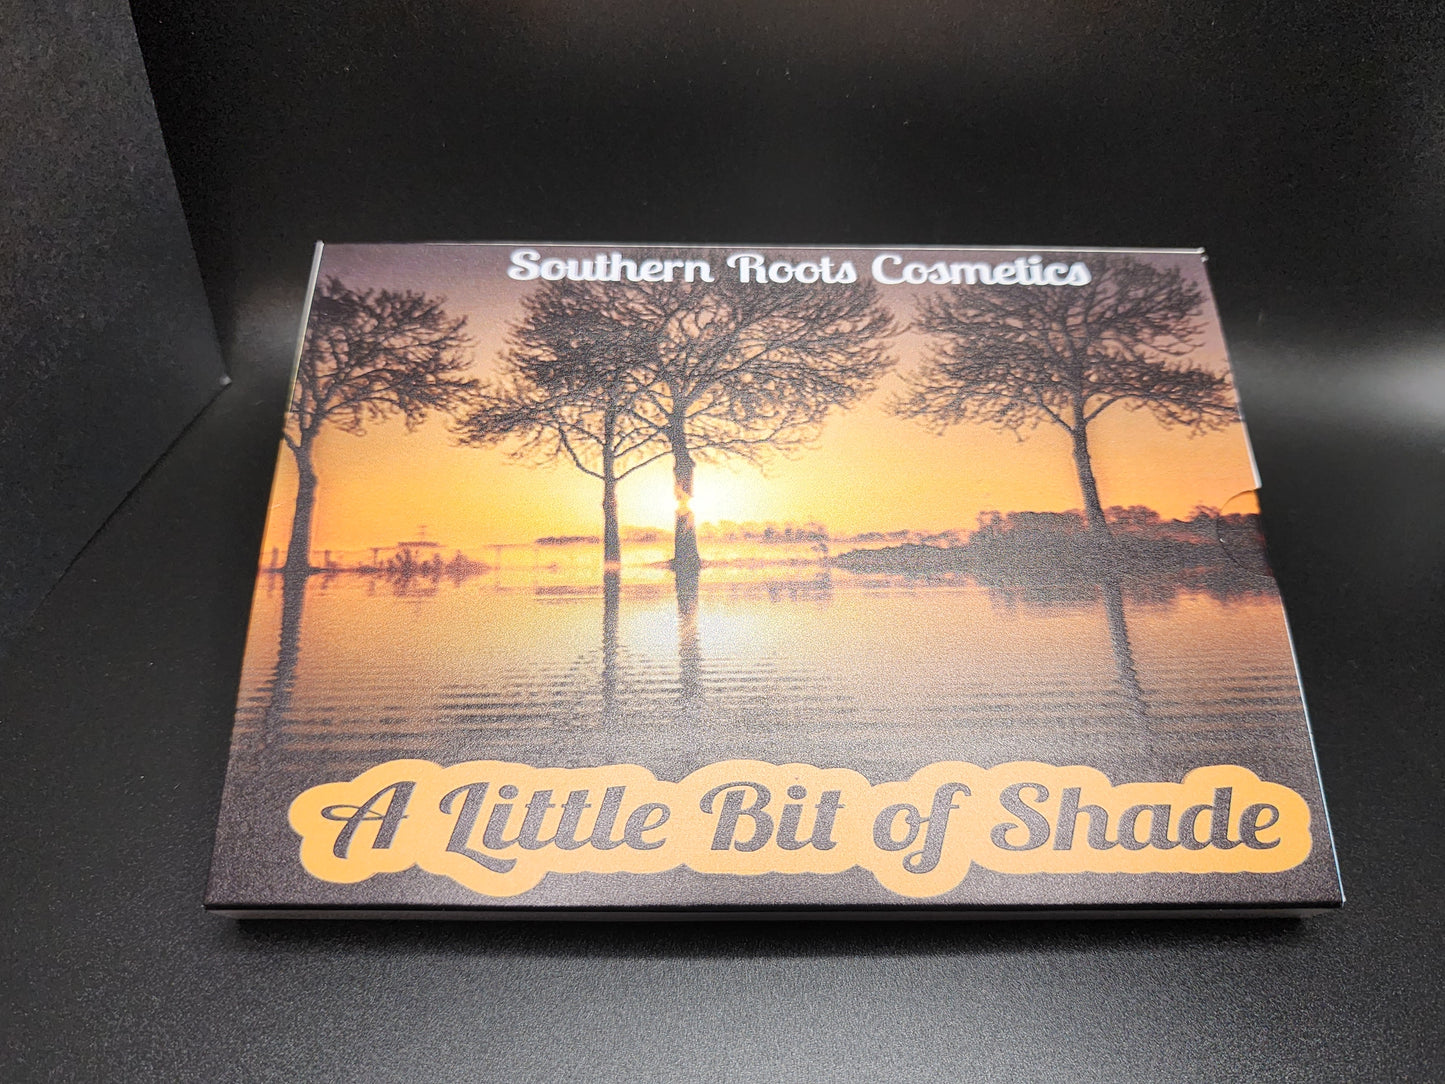 Southern Roots Cosmetics
A Little Bit of Shade